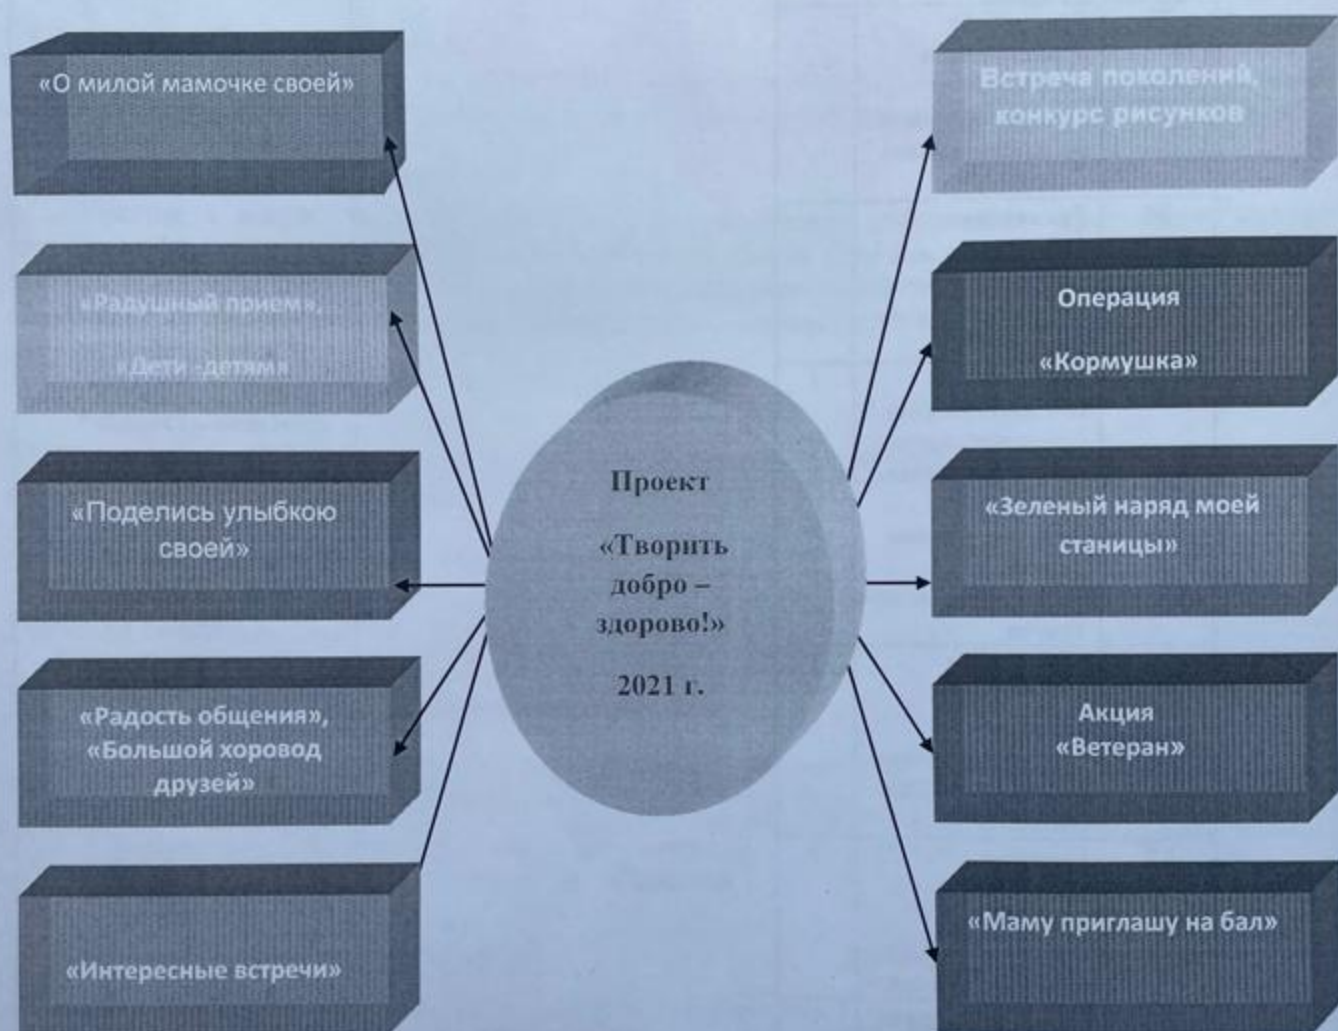 «О милой мамочке своей»
«Радушный прием»,
«Дети -детям»
«Поделись улыбкою
своей»
«Радость общения»,
«Большой хоровод
друзей»
«Интересные встречи»
Проект
«Творить
добро –
здорово!»
2021 г.
Встреча поколений,
конкурс рисунков
Операция
«Кормушка»
«Зеленый наряд моей
станицы»
Акция
«Ветеран»
«Маму приглашу на бал»